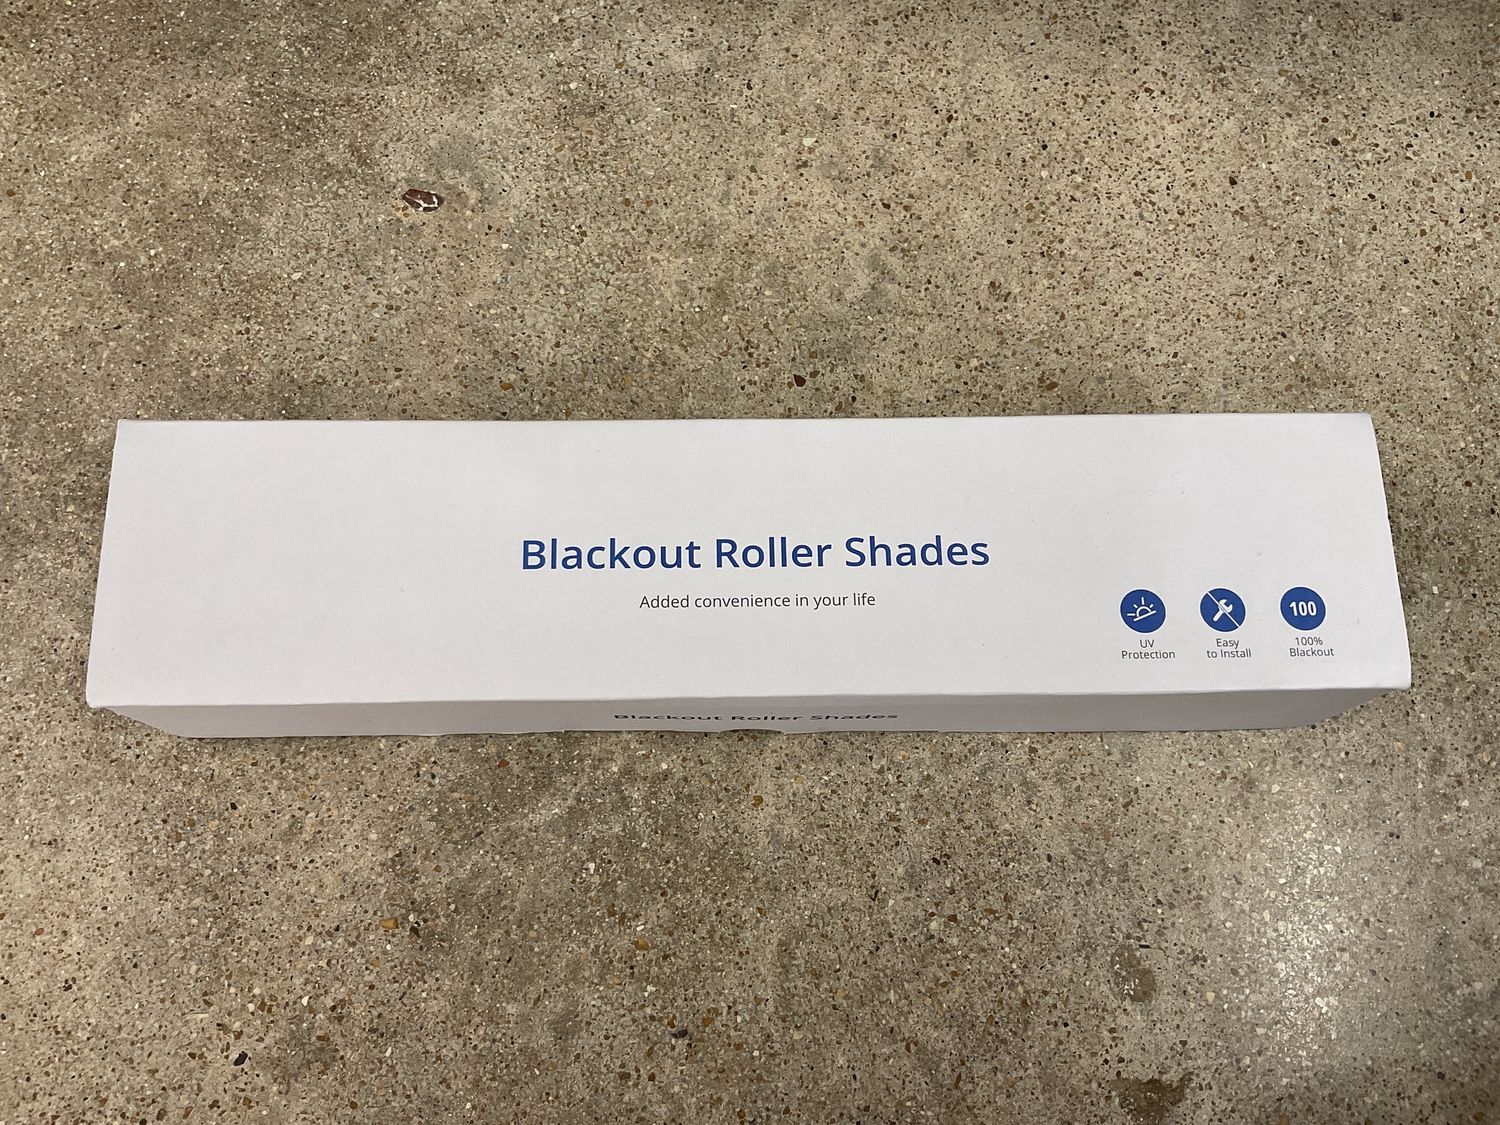 Blackout Roller Shades
Added convenience in your life
100
UV
Protection
Easy
to Install
100%
Blackout
Blackout Roller Shades